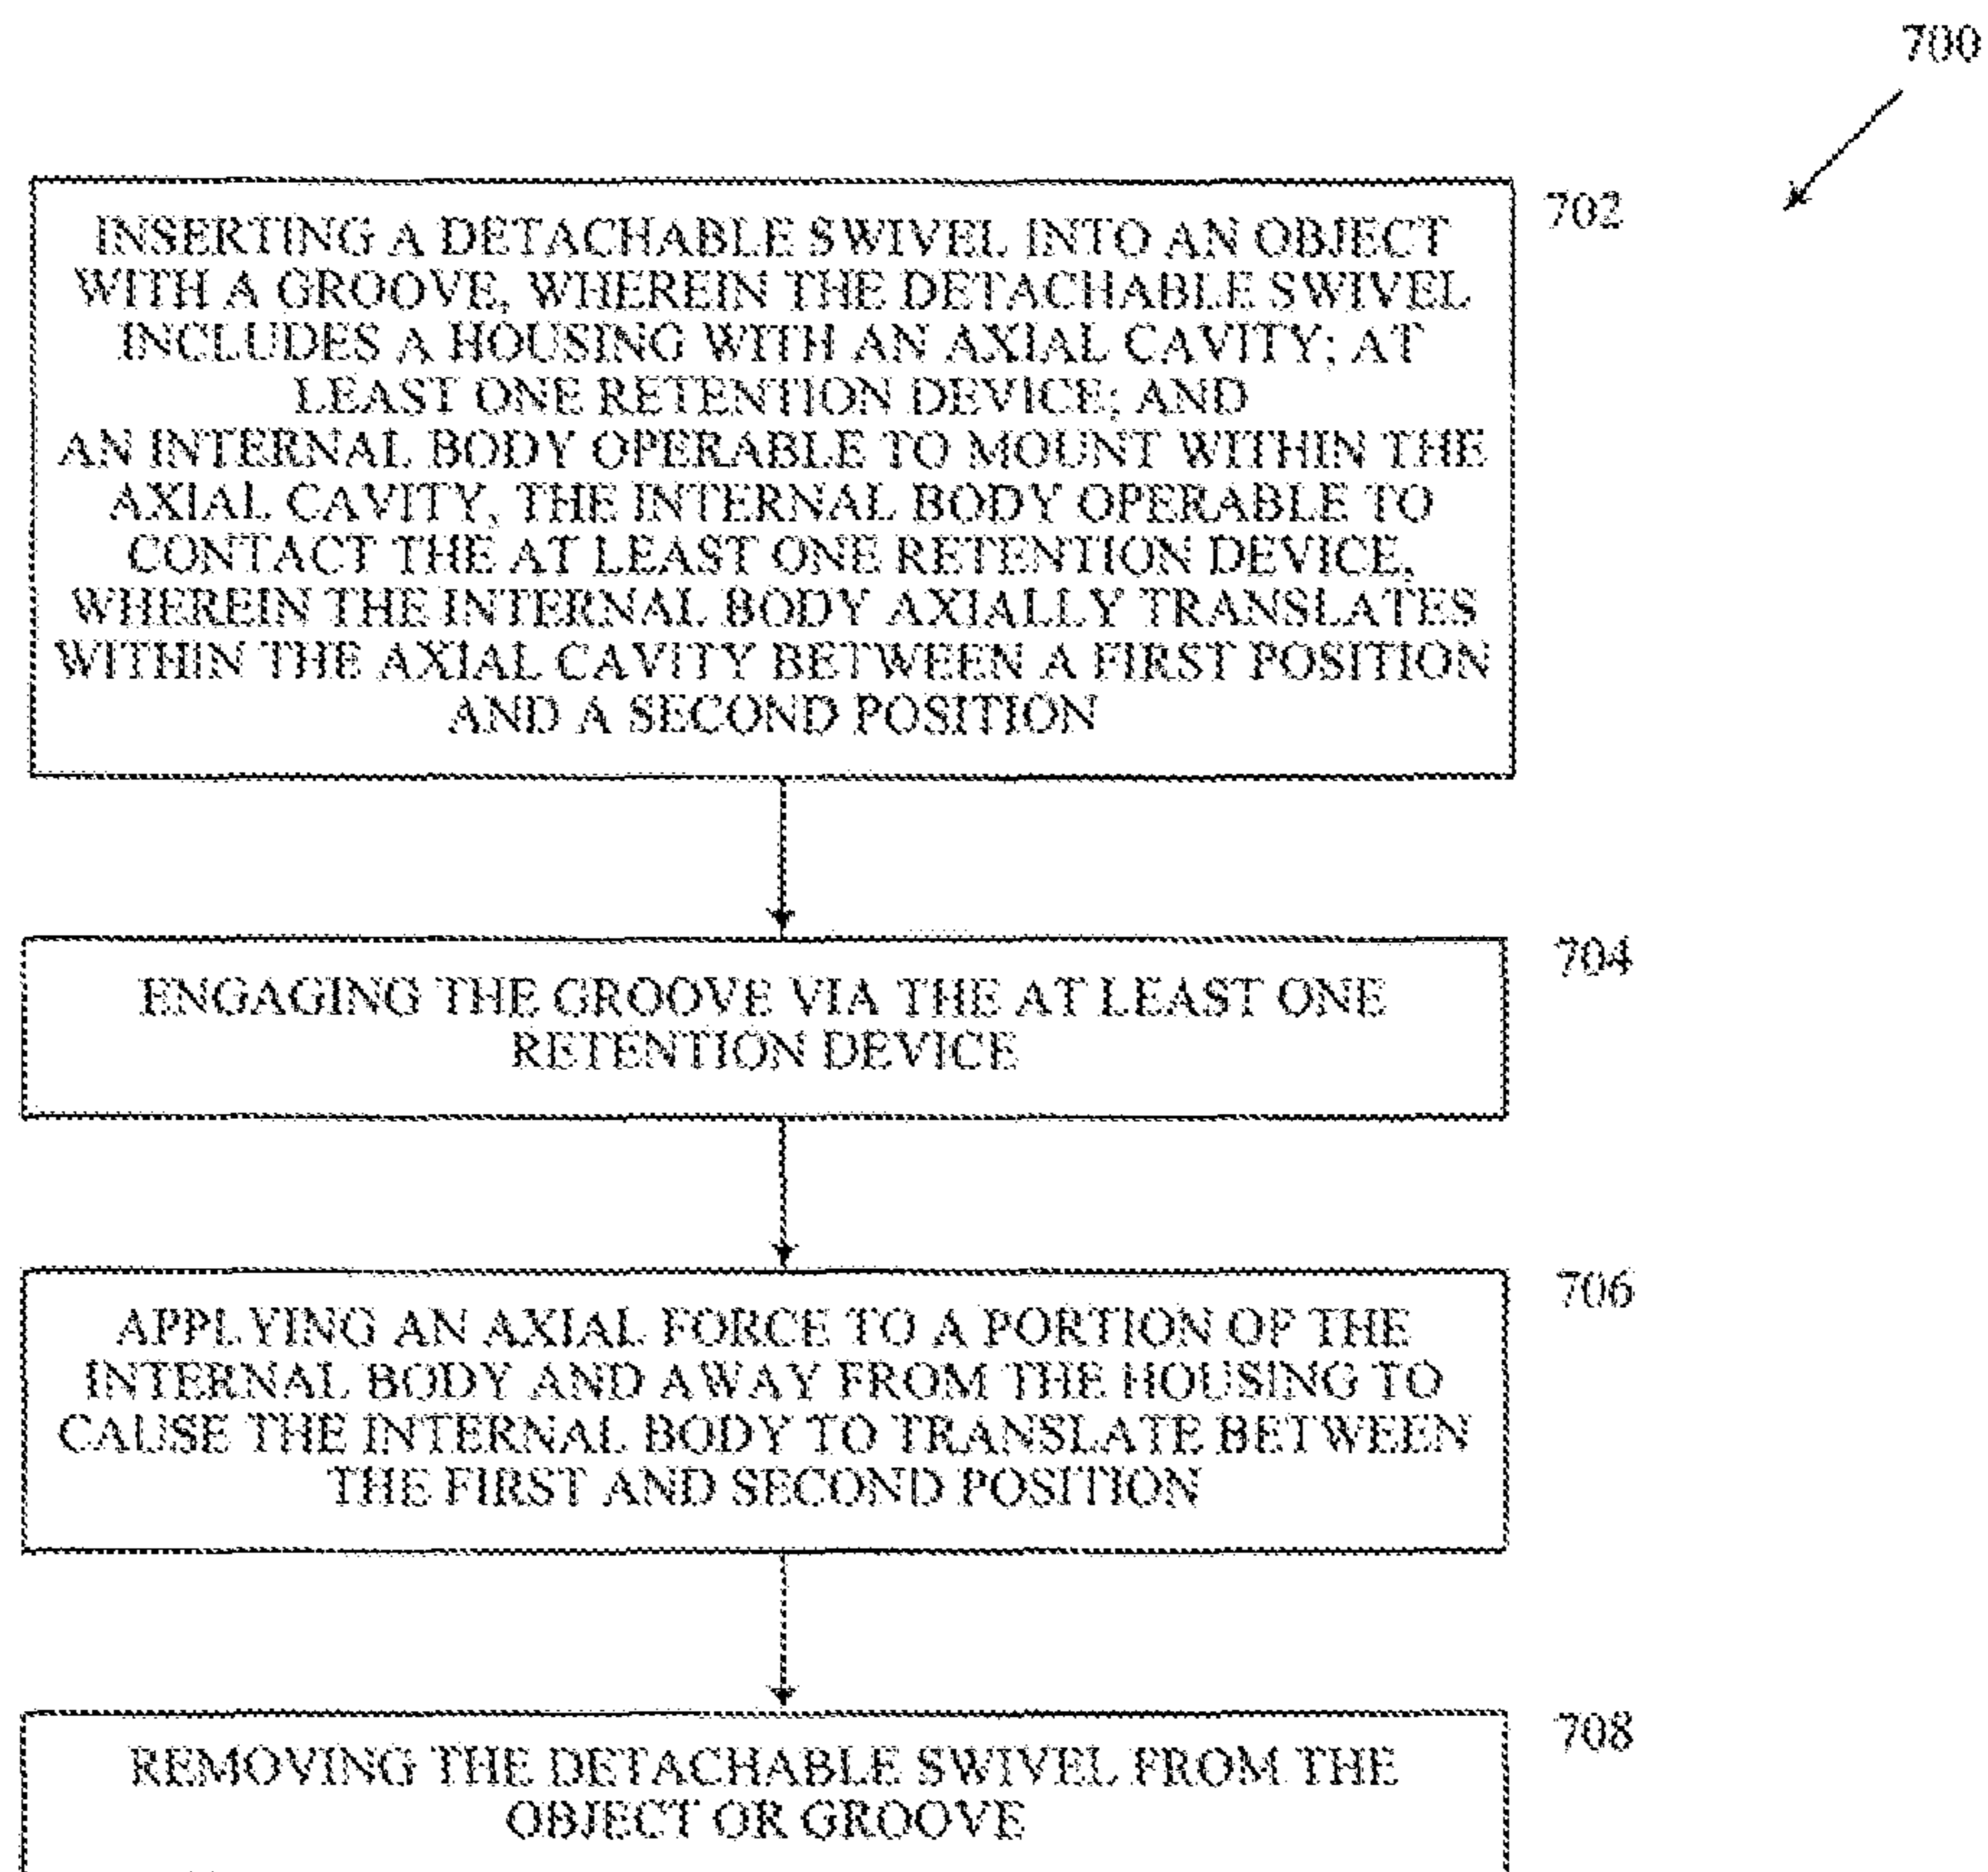 700
702
INSERTING A DETACHABLE SWIVEL INTO AN OBJECT
WITH A GROOVE, WHEREIN THE DETACHABLE SWIVEL
INCLUDES A HOUSING WITH AN AXIAL CAVITY; AT
LEAST ONE RETENTION DEVICE; AND
AN INTERNAL BODY OPERABLE TO MOUNT WITHIN THE
AXIAL CAVITY, THE INTERNAL BODY OPERABLE TO
CONTACT THE AT LEAST ONE RETENTION DEVICE,
WHEREIN THE INTERNAL BODY AXIALLY TRANSLATES
WITHIN THE AXIAL CAVITY BETWEEN A FIRST POSITION
AND A SECOND POSITION
704
ENGAGING THE GROOVE VIA THE AT LEAST ONE
RETENTION DEVICE
706
APPLYING AN AXIAL FORCE TO A PORTION OF THE
INTERNAL BODY AND AWAY FROM THE HOUSING TO
CAUSE THE INTERNAL BODY TO TRANSLATE BETWEEN
THE FIRST AND SECOND POSITION
708
REMOVING THE DETACHABLE SWIVEL FROM THE
OBJECT OR GROOVE